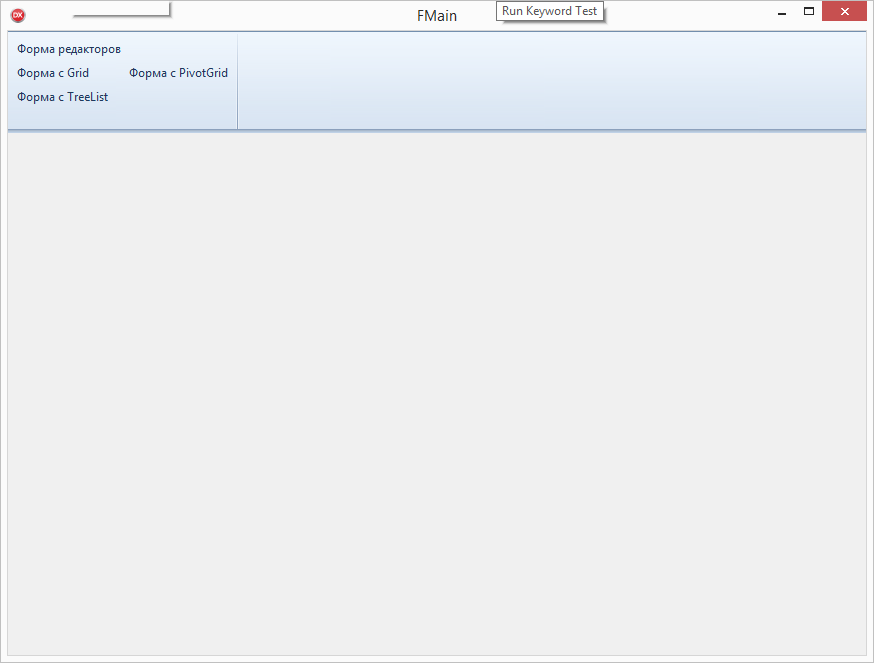 DX
FMain
Run Keyword Test
Форма редакторов
Форма с Grid
Форма с PivotGrid
Форма с TreeList